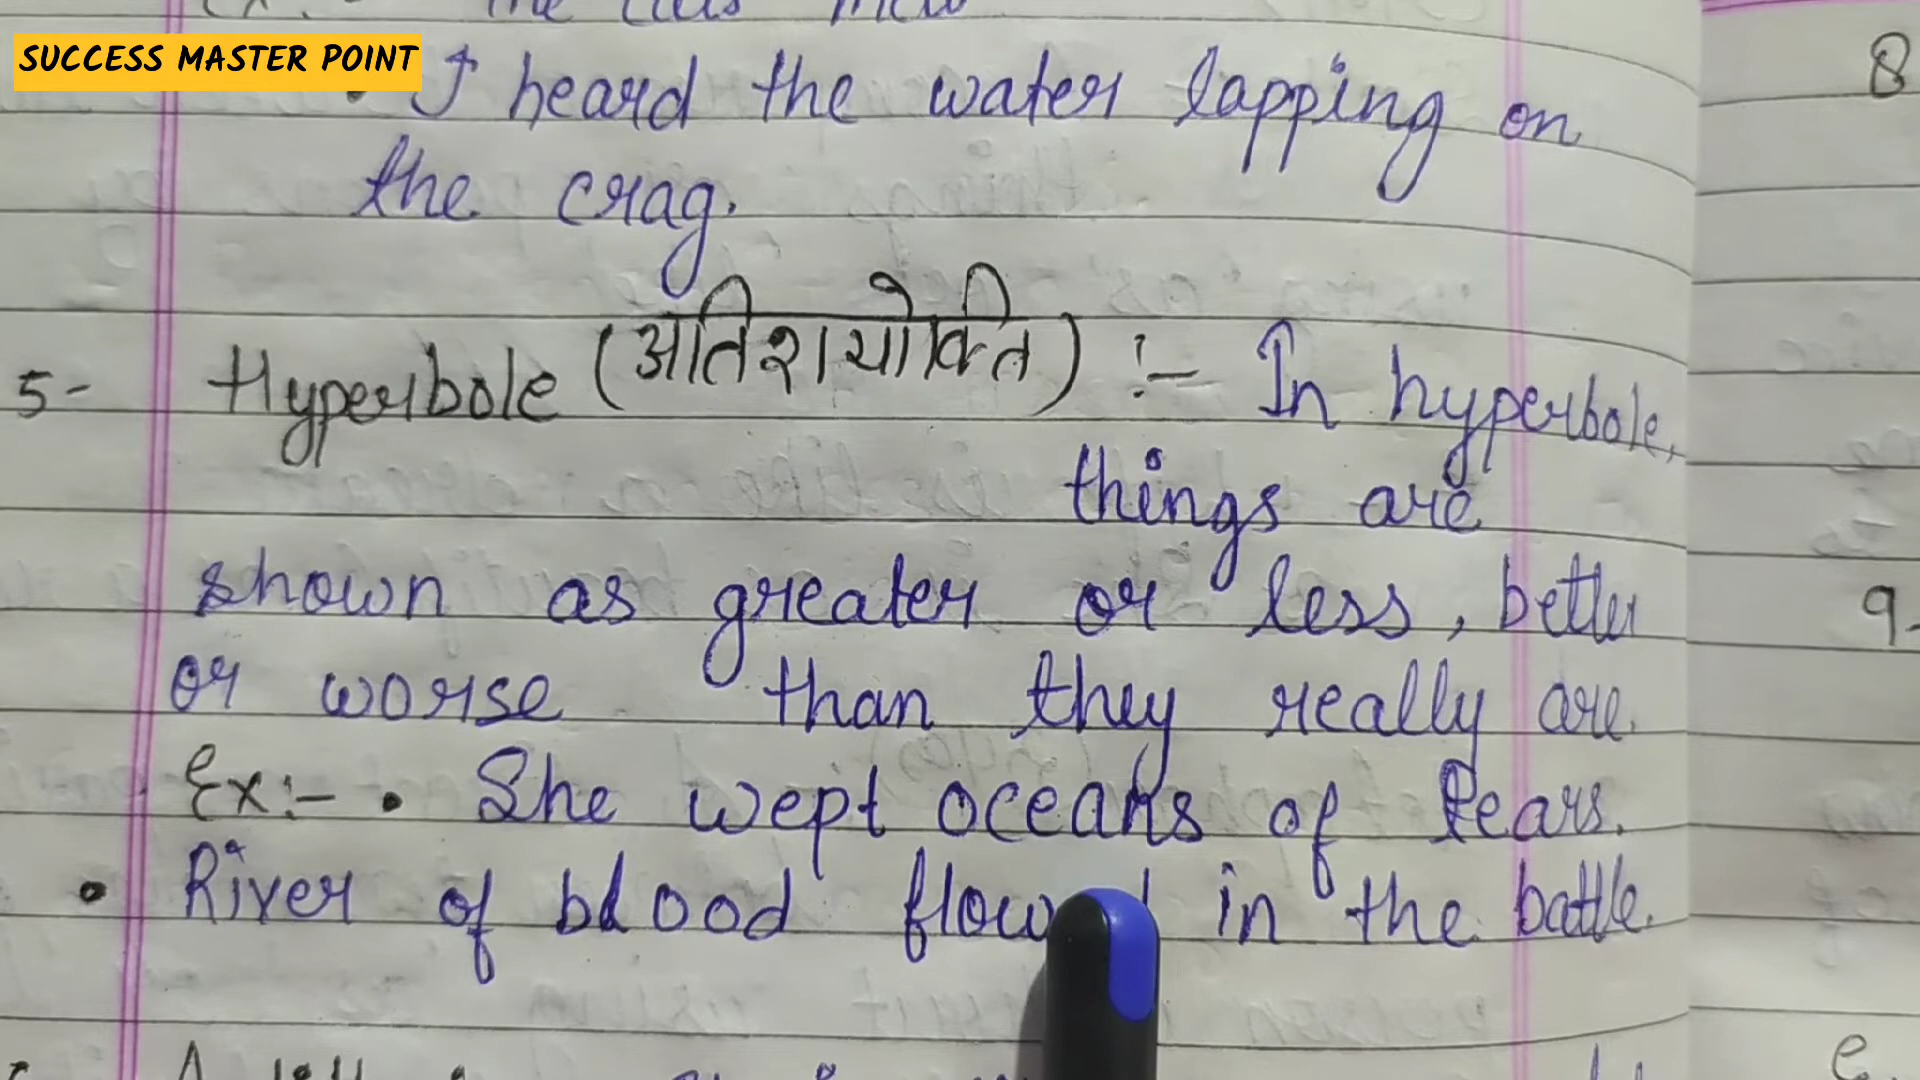 SUCCESS MASTER POINT
• I heard the water lapping on
the crag.
5- Hyperbole (अतिशयोक्ति) :- In hyperbole,
things are
shown as greater or less, better
or worse than they really are.
Ex:- • She wept oceans of tears.
• River of blood in the battle.
8
9-